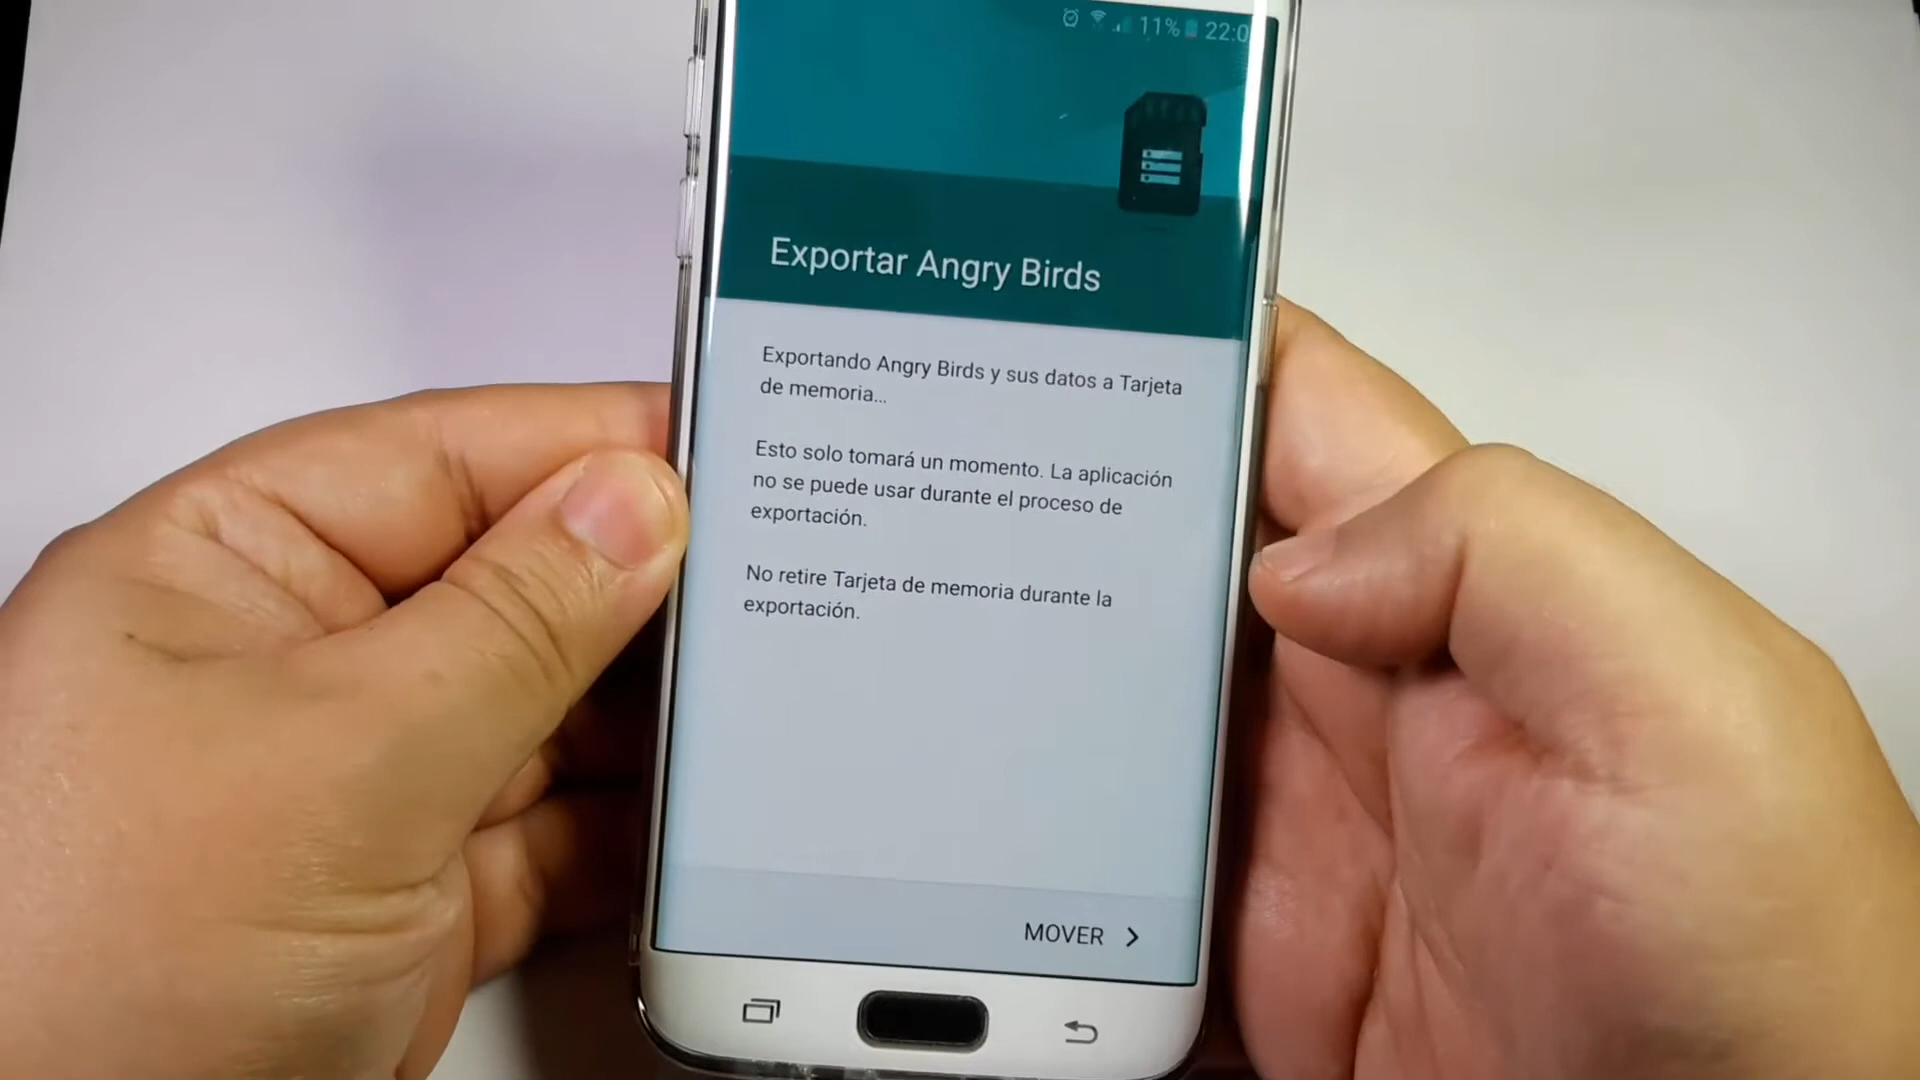 11% 22:0
Exportar Angry Birds
Exportando Angry Birds y sus datos a Tarjeta
de memoria...
Esto solo tomará un momento. La aplicación
no se puede usar durante el proceso de
exportación.
No retire Tarjeta de memoria durante la
exportación.
MOVER